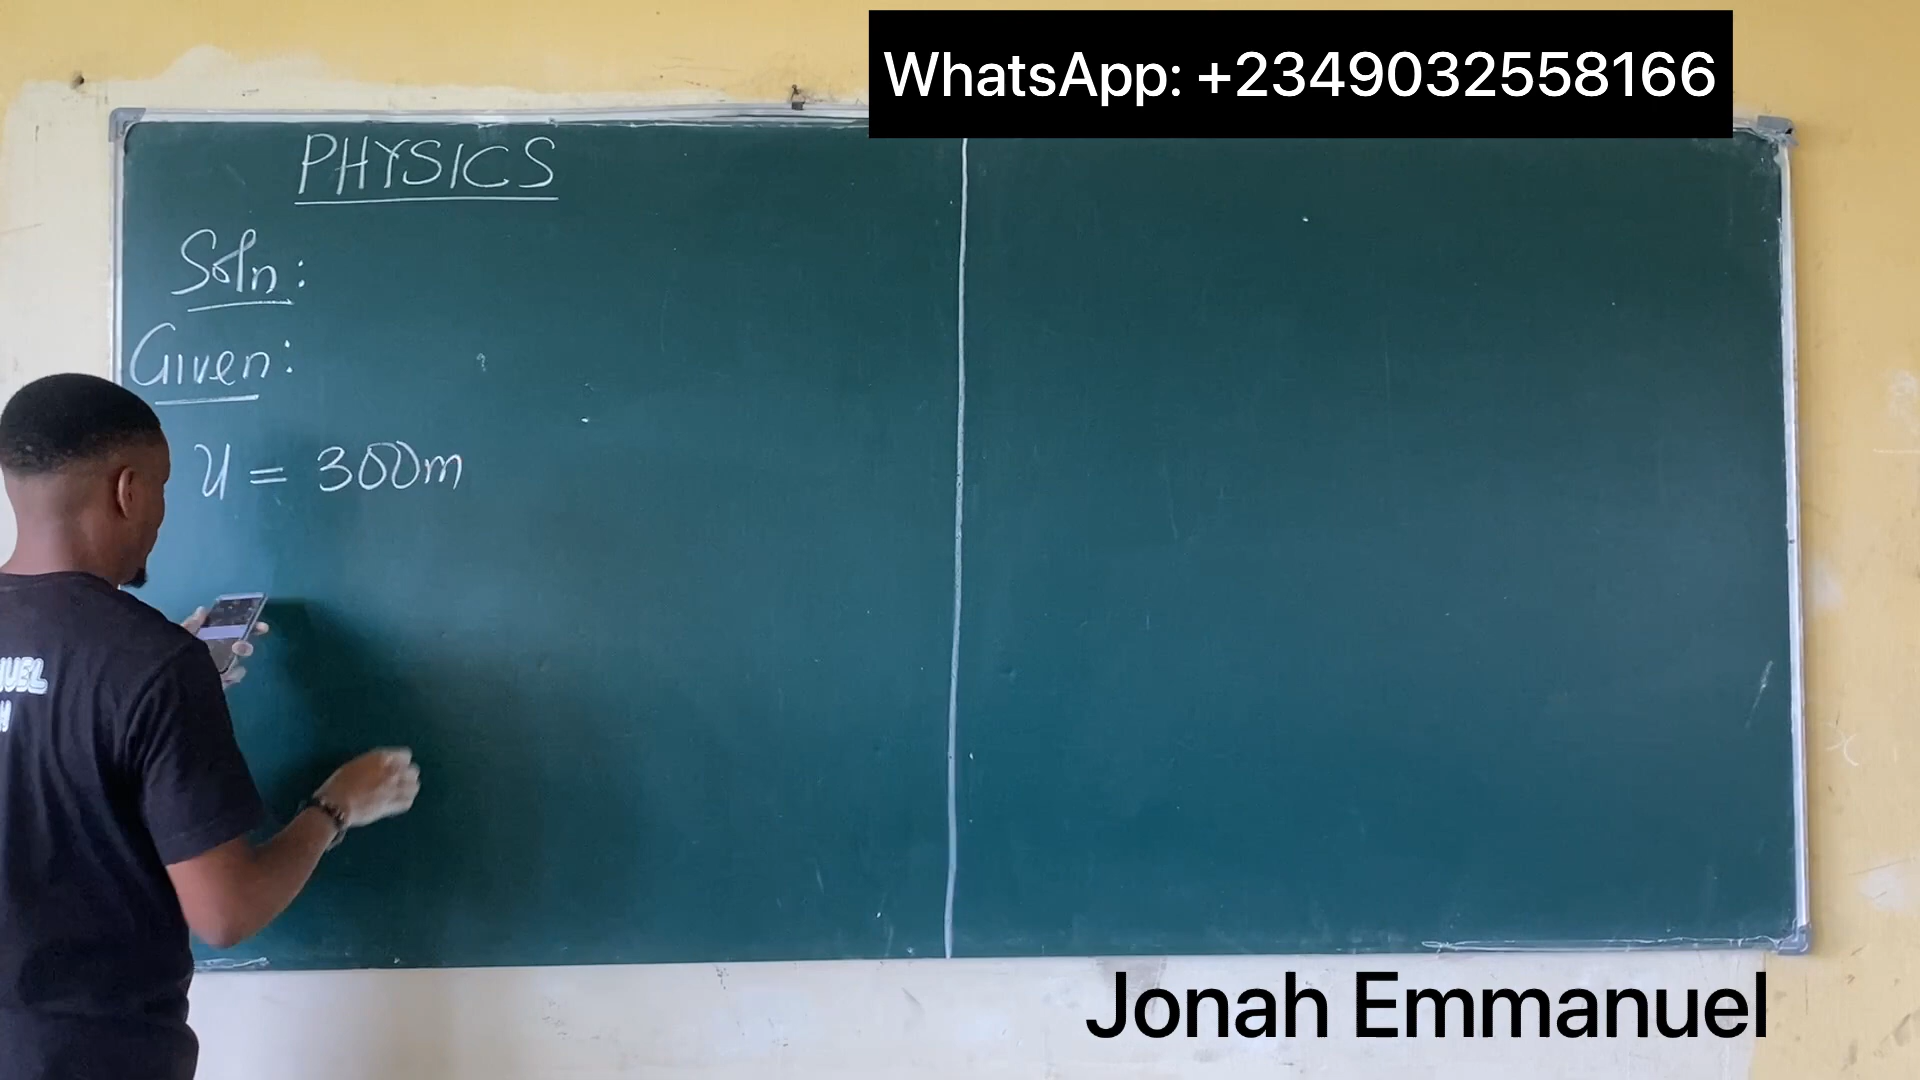 WhatsApp: +2349032558166
PHYSICS
Soln:
Given:
u = 300m
Jonah Emmanuel